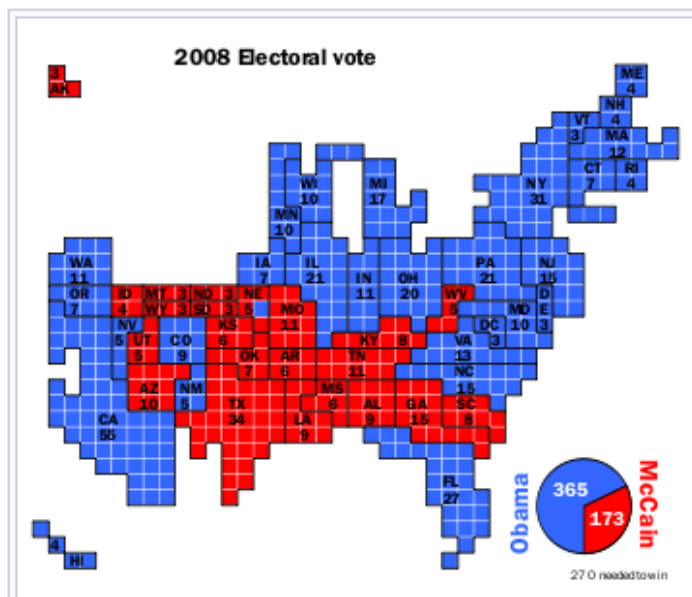 2008 Electoral vote
3
AK
ME
4
NH
4
VT
3
MA
12
CT
7
RI
4
NY
31
WI
10
MI
17
MN
10
WA
11
OR
7
IA
7
IL
21
IN
11
OH
20
PA
21
NJ
15
ID
4
MT 3
ND 3
WY 3
SD 3
NE
5
MO
11
WV
5
MD
10
D
E
3
DC
3
NV
5
UT
5
CO
9
KS
6
KY 8
VA
13
OK
7
AR
6
TN
11
NC
15
AZ
10
NM
5
MS
6
TX
34
LA
9
AL
9
GA
15
SC
8
CA
55
FL
27
4
HI
Obama
365
173
McCain
270 needed to win